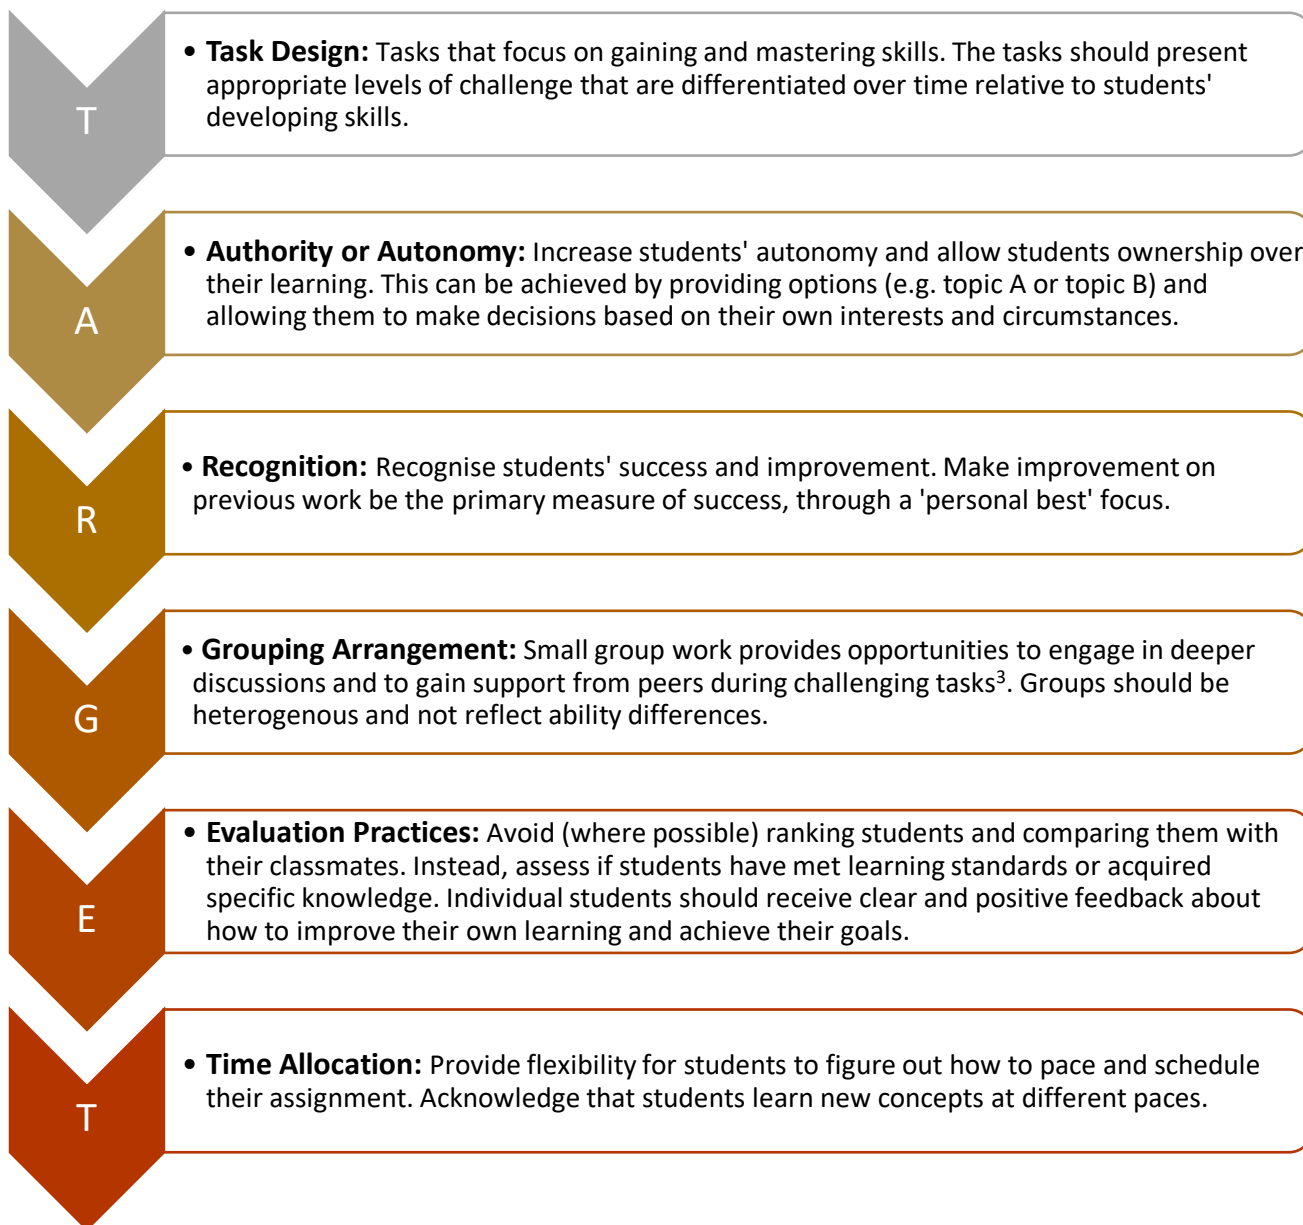 T
• Task Design: Tasks that focus on gaining and mastering skills. The tasks should present
appropriate levels of challenge that are differentiated over time relative to students'
developing skills.
A
• Authority or Autonomy: Increase students' autonomy and allow students ownership over
their learning. This can be achieved by providing options (e.g. topic A or topic B) and
allowing them to make decisions based on their own interests and circumstances.
R
• Recognition: Recognise students' success and improvement. Make improvement on
previous work be the primary measure of success, through a 'personal best' focus.
G
• Grouping Arrangement: Small group work provides opportunities to engage in deeper
discussions and to gain support from peers during challenging tasks³. Groups should be
heterogenous and not reflect ability differences.
E
• Evaluation Practices: Avoid (where possible) ranking students and comparing them with
their classmates. Instead, assess if students have met learning standards or acquired
specific knowledge. Individual students should receive clear and positive feedback about
how to improve their own learning and achieve their goals.
T
• Time Allocation: Provide flexibility for students to figure out how to pace and schedule
their assignment. Acknowledge that students learn new concepts at different paces.